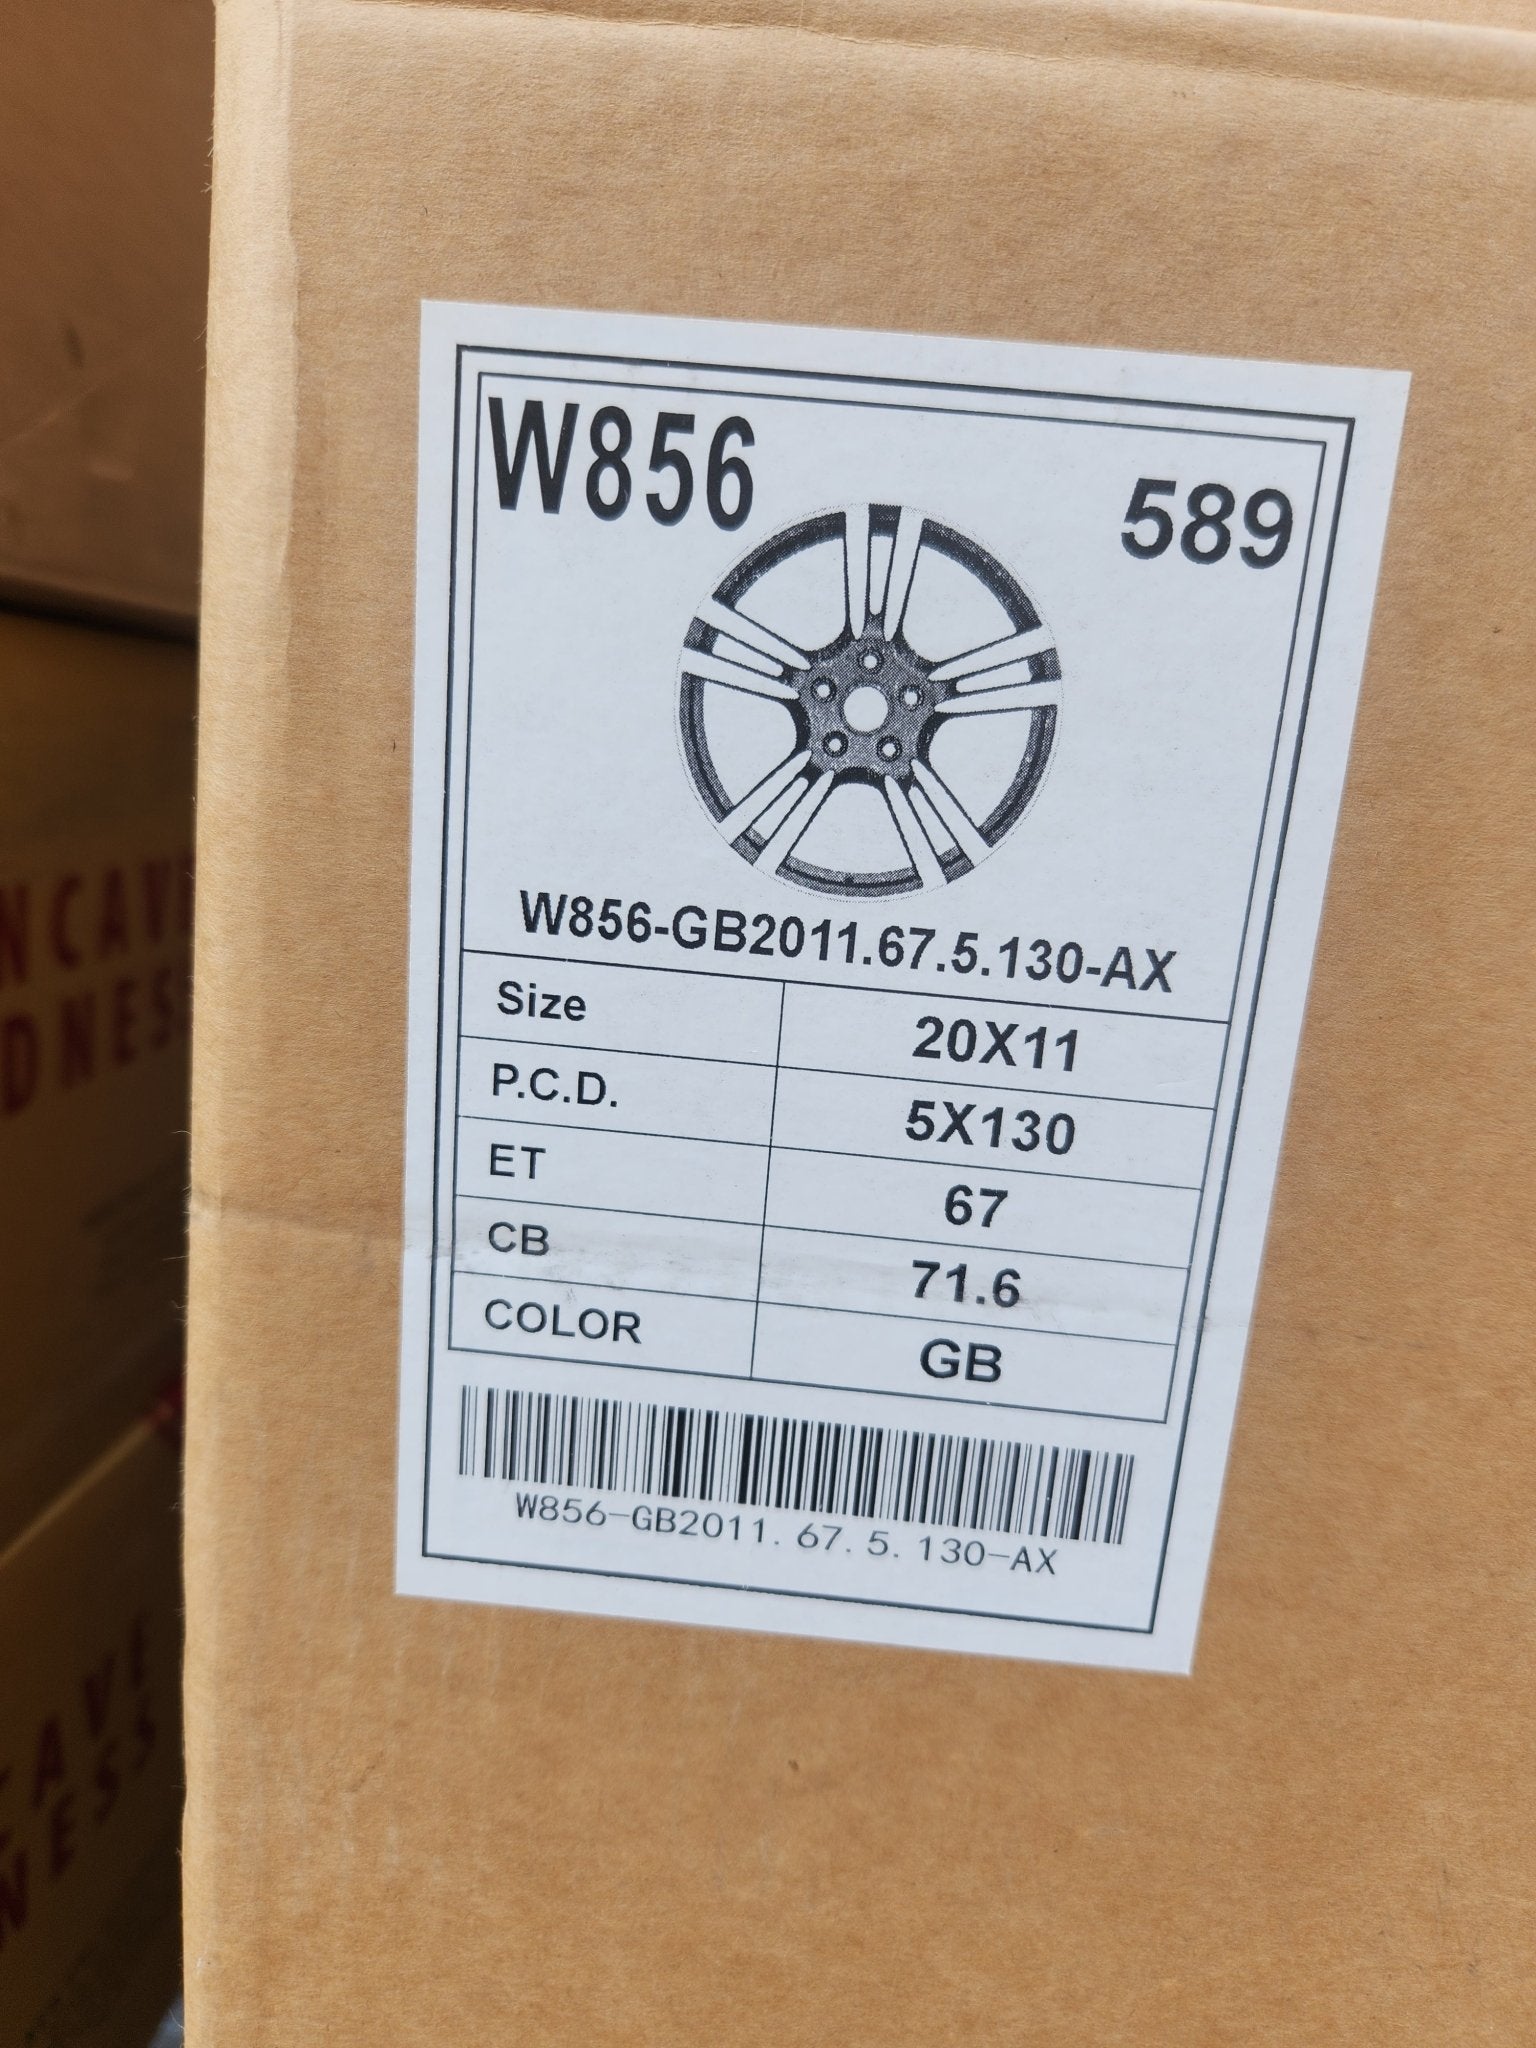 W856
589
W856-GB2011.67.5.130-AX
Size 20X11
P.C.D. 5X130
ET 67
CB 71.6
COLOR GB
W856-GB2011.67.5.130-AX